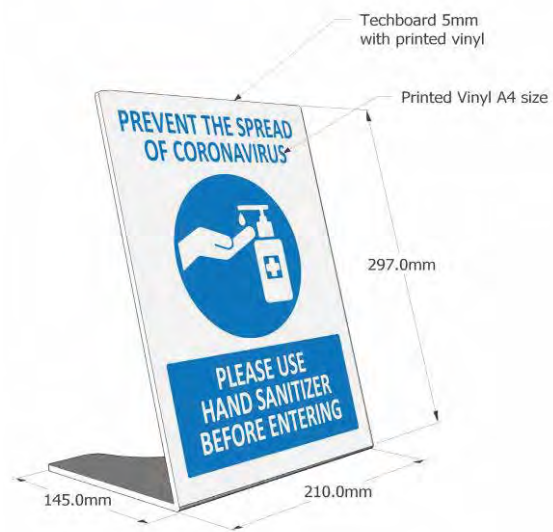 Techboard 5mm
with printed vinyl
Printed Vinyl A4 size
PREVENT THE SPREAD
OF CORONAVIRUS
297.0mm
PLEASE USE
HAND SANITIZER
BEFORE ENTERING
145.0mm
210.0mm